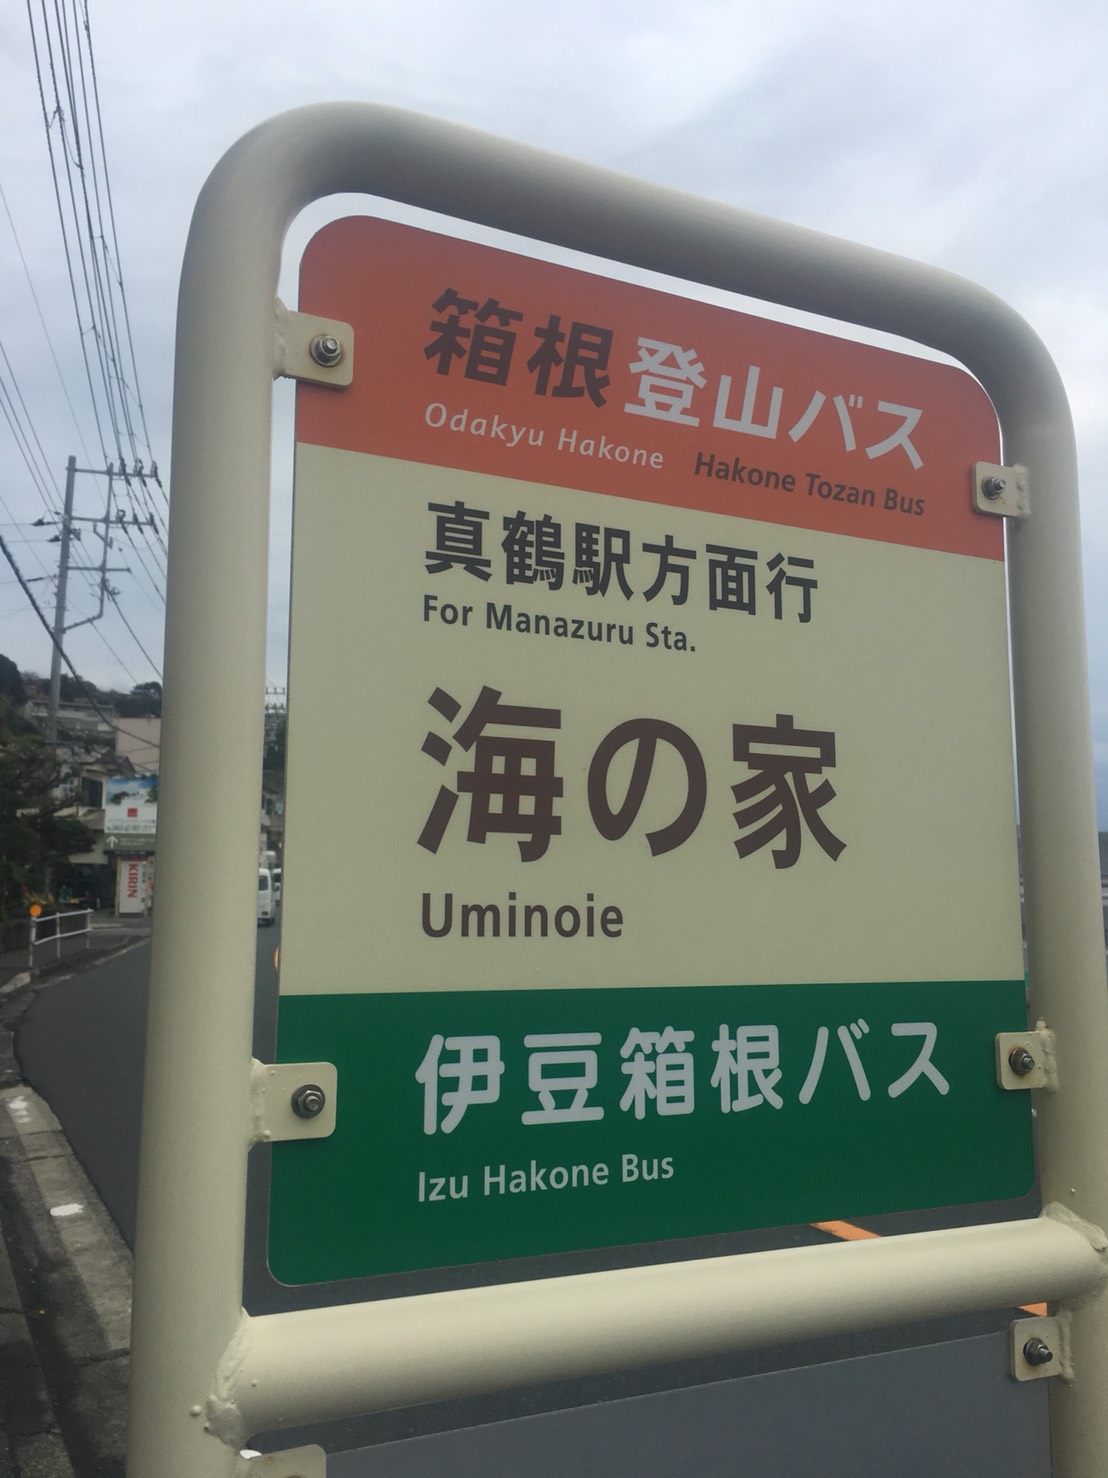 箱根登山バス
Odakyu Hakone Hakone Tozan Bus
真鶴駅方面行
For Manazuru Sta.
海の家
Uminoie
伊豆箱根バス
Izu Hakone Bus
KIRIN